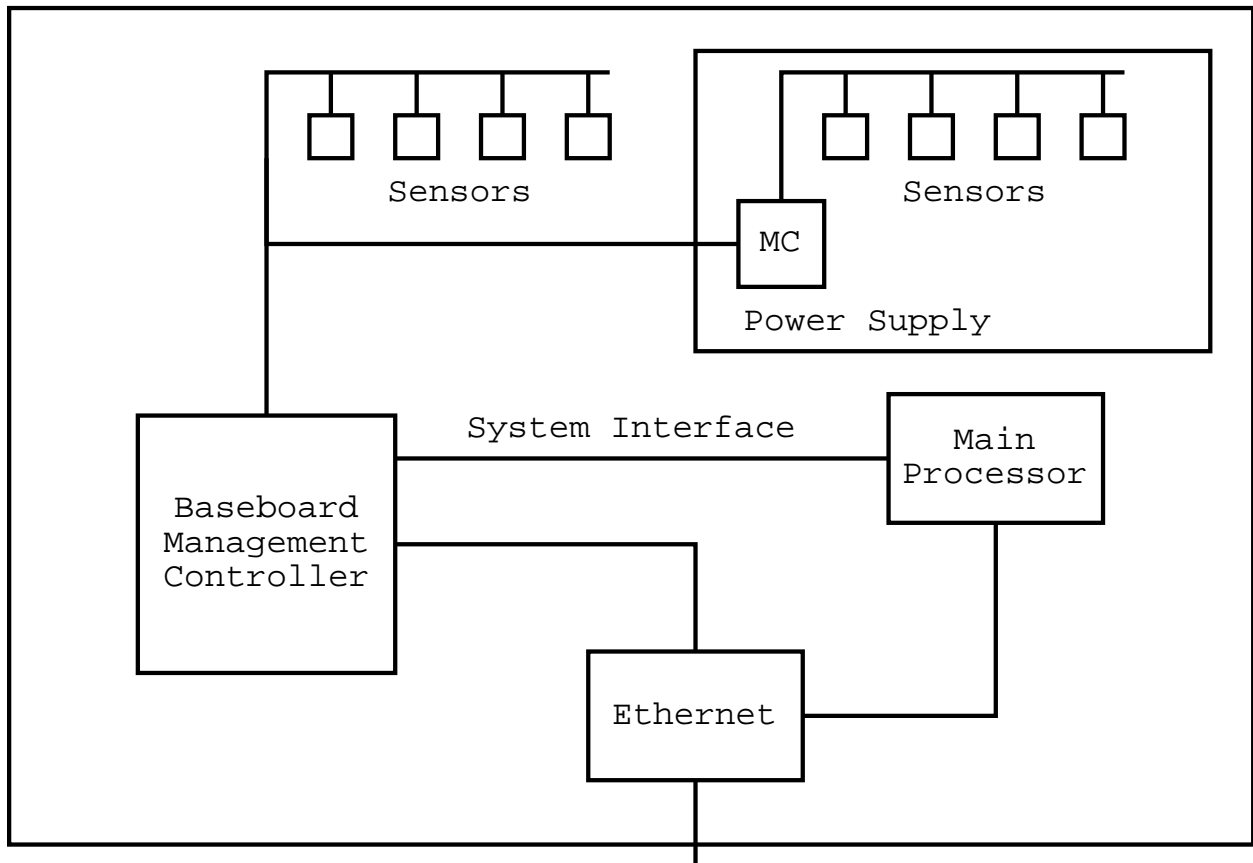 Sensors
Sensors
MC
Power Supply
System Interface
Main
Processor
Baseboard
Management
Controller
Ethernet